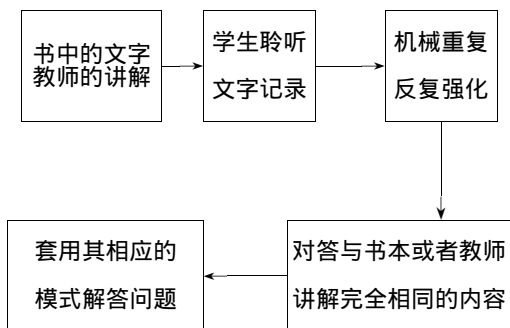 书中的文字
教师的讲解
学生聆听
文字记录
机械重复
反复强化
对答与书本或者教师
讲解完全相同的内容
套用其相应的
模式解答问题